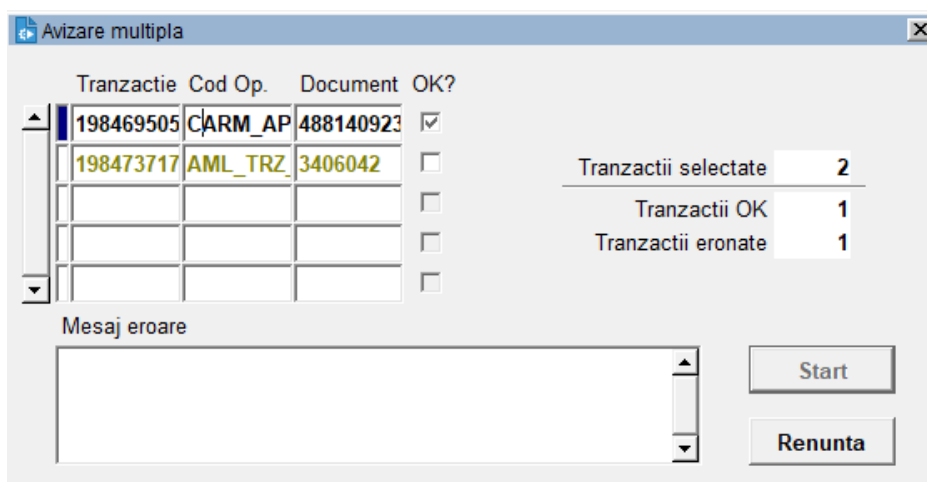 Avizare multipla
Tranzactie Cod Op. Document OK?
198469505 CARM_AP 488140923
198473717 AML_TRZ_ 3406042
Tranzactii selectate 2
Tranzactii OK 1
Tranzactii eronate 1
Mesaj eroare
Start
Renunta